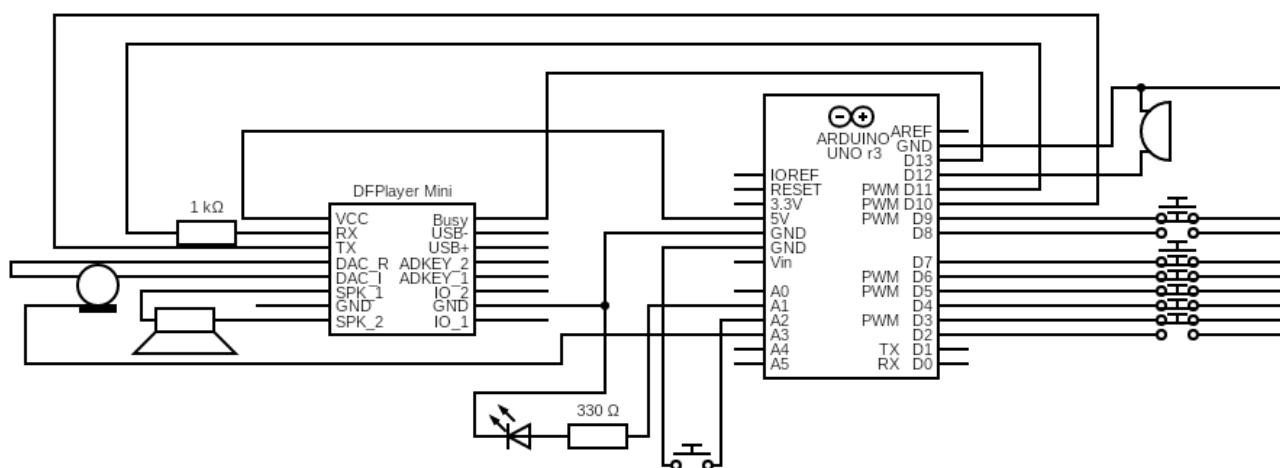 DFPlayer Mini
1 kΩ
VCC
RX
TX
DAC_R
DAC_I
SPK_1
GND
SPK_2
Busy
USB-
USB+
ADKEY_2
ADKEY_1
IO_2
GND
IO_1
330 Ω
ARDUINO
UNO r3
IOREF
RESET
3.3V
5V
GND
GND
Vin
A0
A1
A2
A3
A4
A5
AREF
GND
D13
D12
PWM D11
PWM D10
PWM D9
D8
D7
PWM D6
PWM D5
D4
PWM D3
D2
TX D1
RX D0